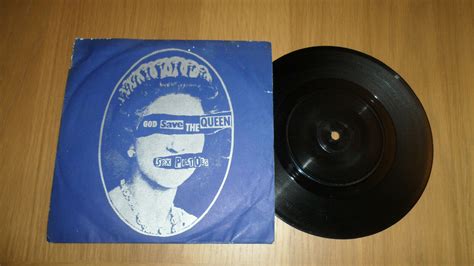 GOD save THE QUEEN
SEX PISTOLS